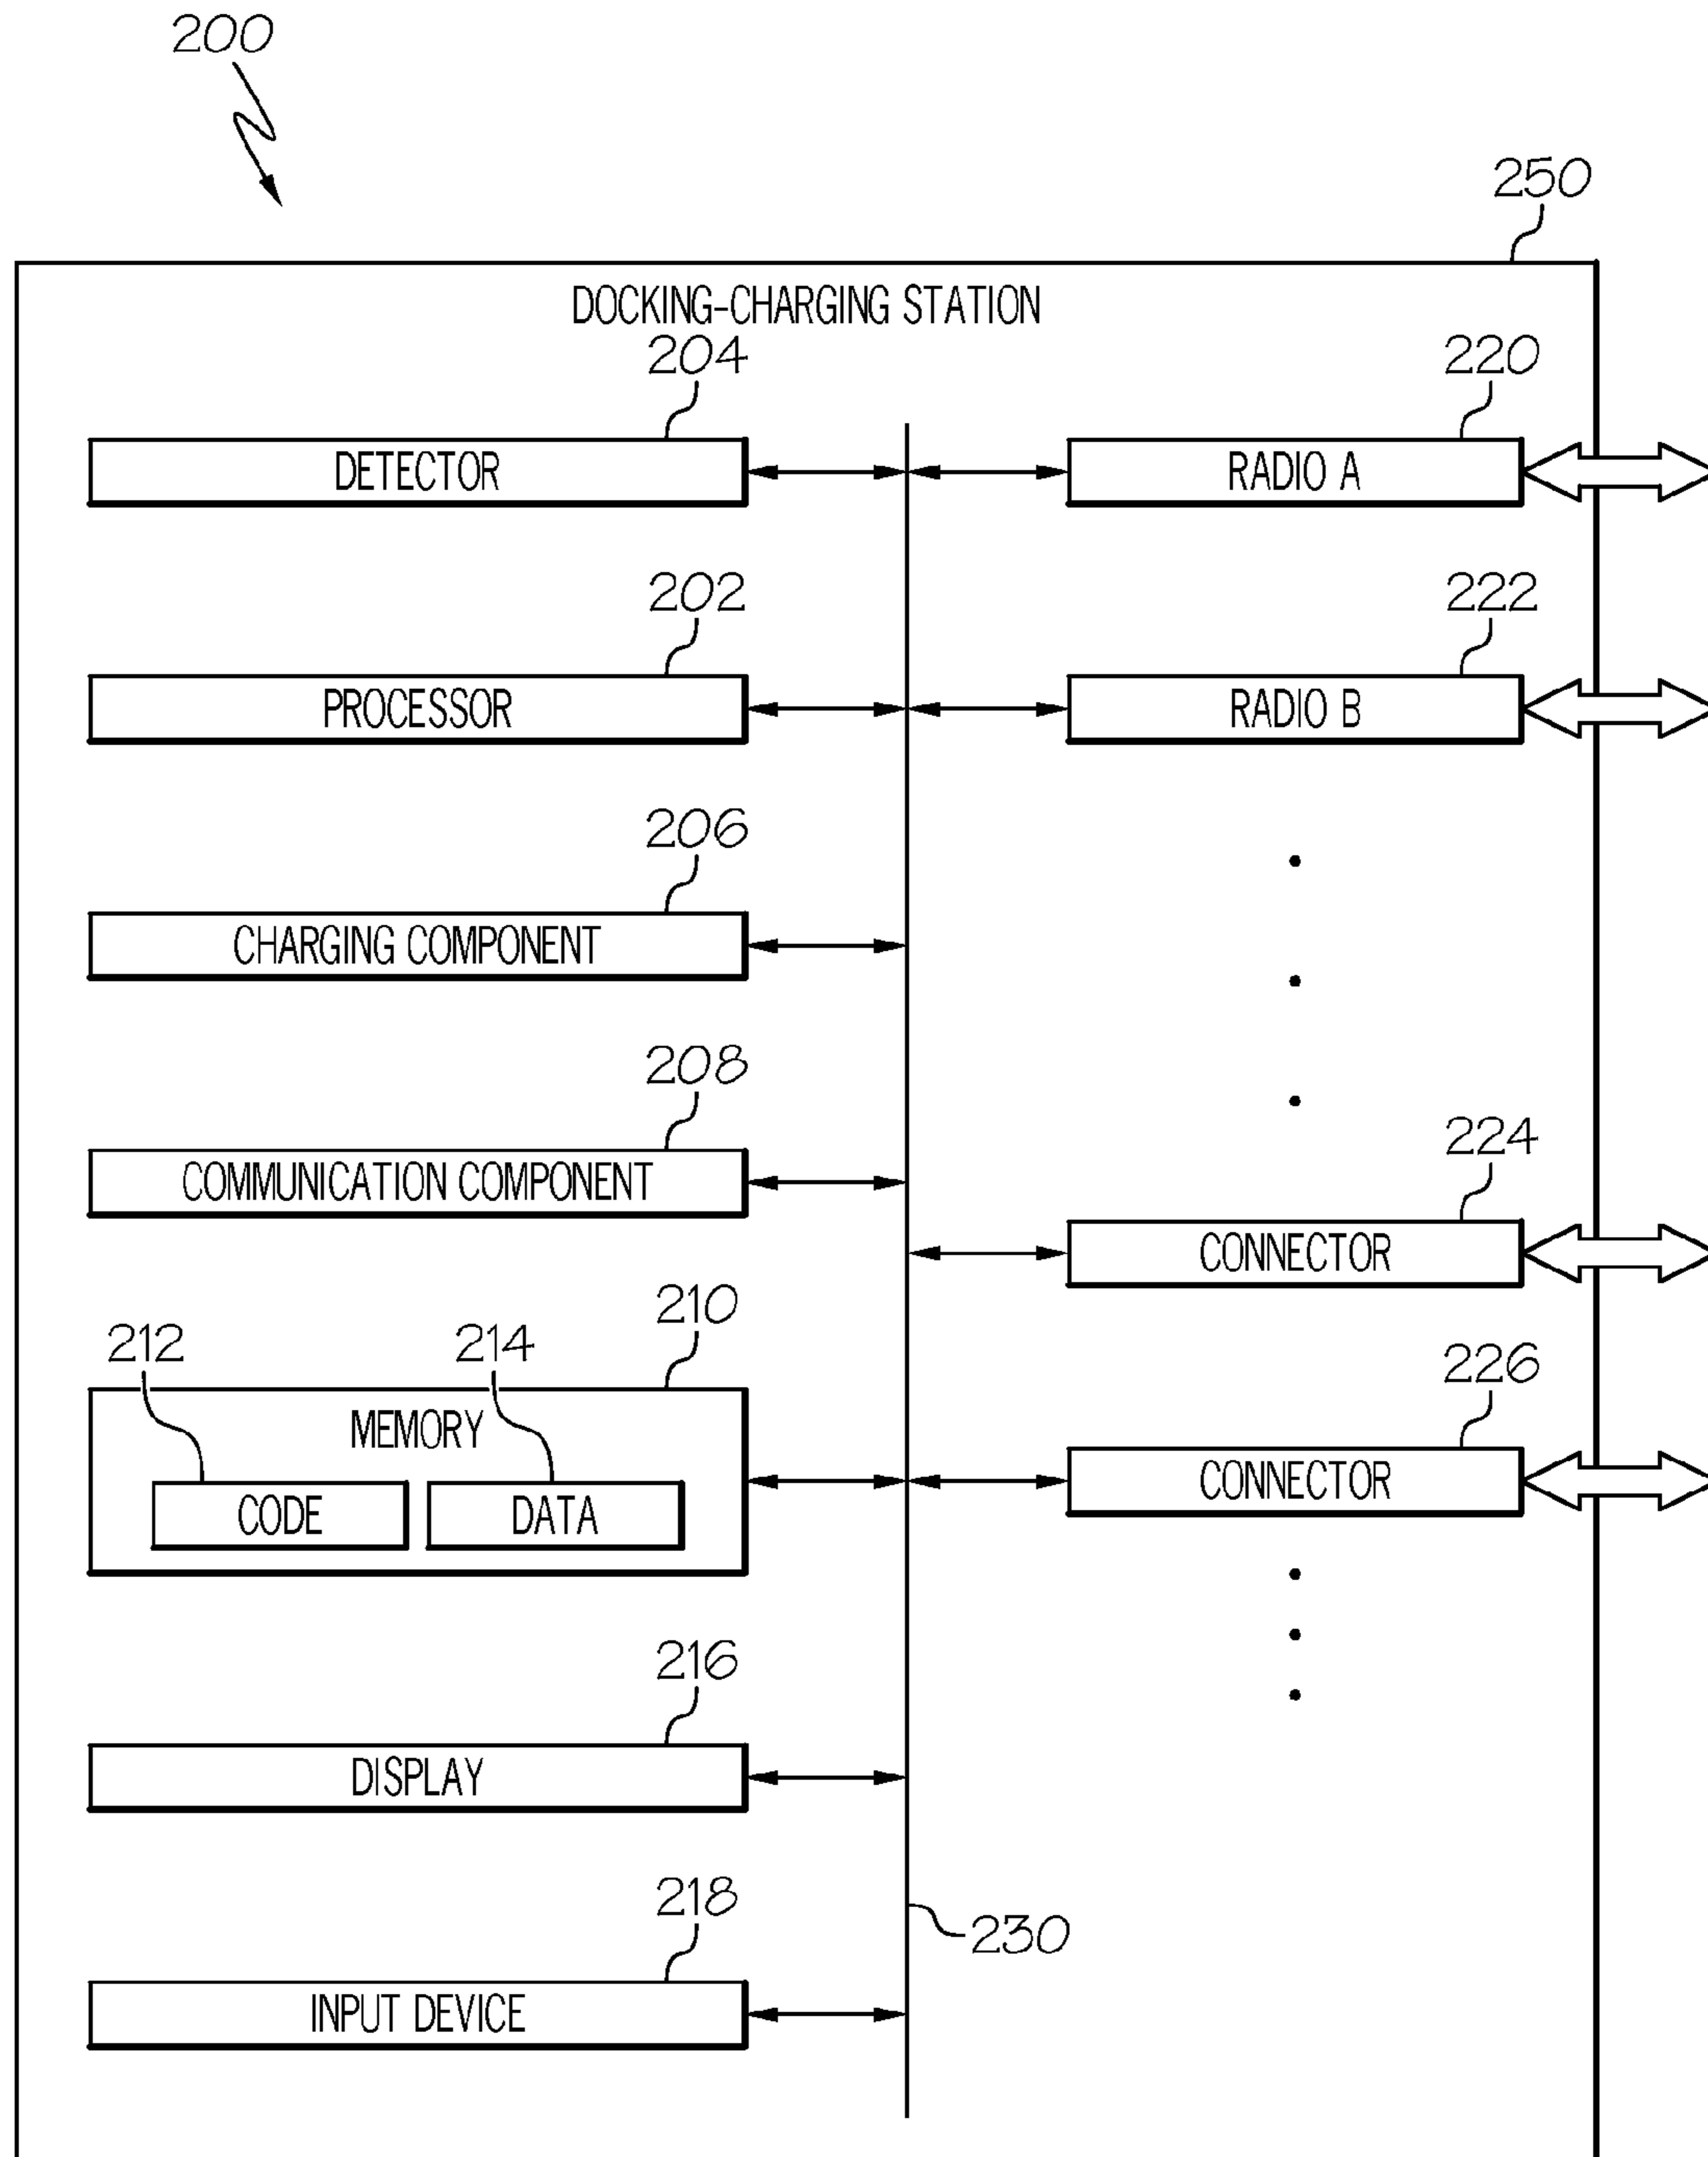 200
250
DOCKING-CHARGING STATION
204
220
DETECTOR
RADIO A
202
222
PROCESSOR
RADIO B
206
CHARGING COMPONENT
208
COMMUNICATION COMPONENT
224
CONNECTOR
210
212
214
MEMORY
CODE
DATA
226
CONNECTOR
216
DISPLAY
218
230
INPUT DEVICE